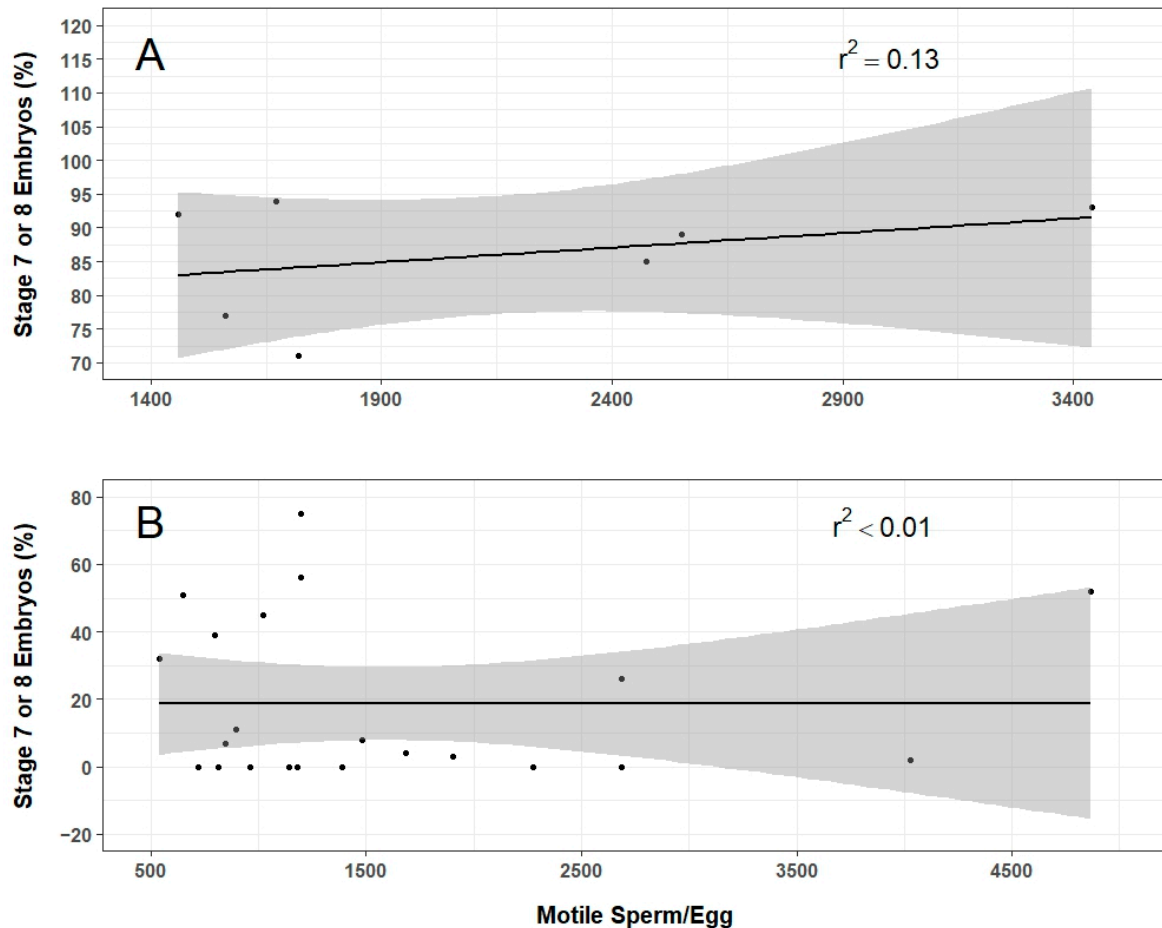 A
r² = 0.13
Stage 7 or 8 Embryos (%)
120
115
110
105
100
95
90
85
80
75
70
1400 1900 2400 2900 3400
B
r² < 0.01
Stage 7 or 8 Embryos (%)
80
60
40
20
0
−20
500 1500 2500 3500 4500
Motile Sperm/Egg